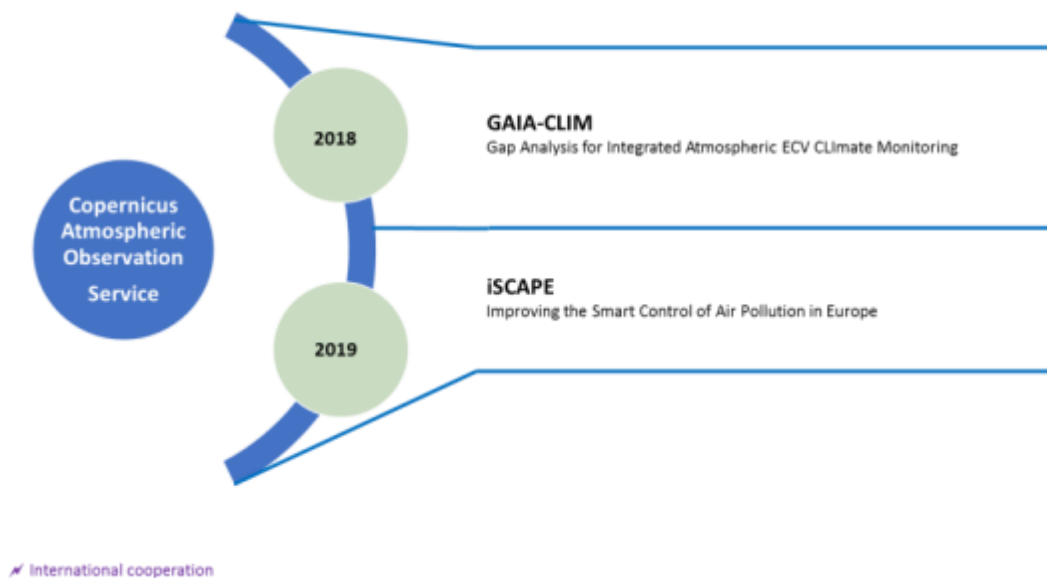 Copernicus
Atmospheric
Observation
Service
2018
GAIA-CLIM
Gap Analysis for Integrated Atmospheric ECV CLImate Monitoring
2019
iSCAPE
Improving the Smart Control of Air Pollution in Europe
International cooperation